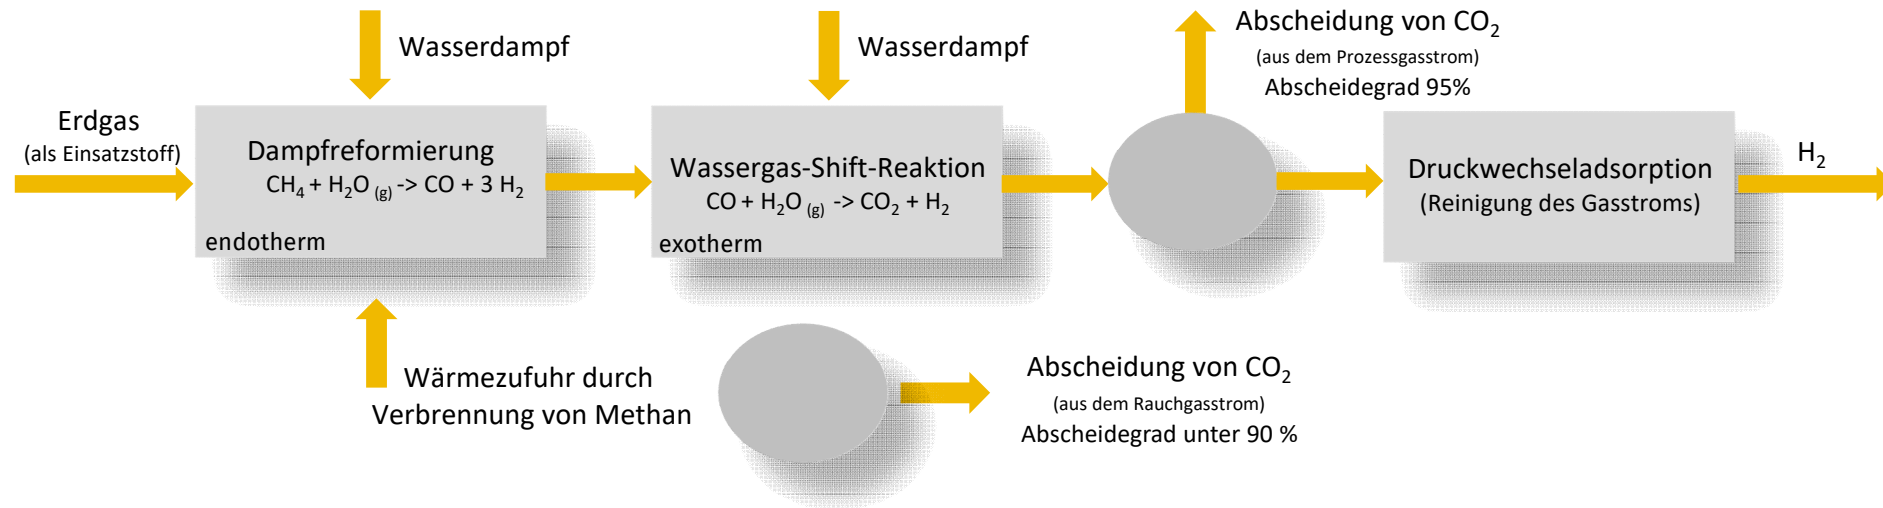 Wasserdampf
Wasserdampf
Abscheidung von CO₂
(aus dem Prozessgasstrom)
Abscheidegrad 95%
Erdgas
(als Einsatzstoff)
Dampfreformierung
CH₄ + H₂O ₍g₎ -> CO + 3 H₂
endotherm
Wassergas-Shift-Reaktion
CO + H₂O ₍g₎ -> CO₂ + H₂
exotherm
Druckwechseladsorption
(Reinigung des Gasstroms)
H₂
Wärmezufuhr durch
Verbrennung von Methan
Abscheidung von CO₂
(aus dem Rauchgasstrom)
Abscheidegrad unter 90 %